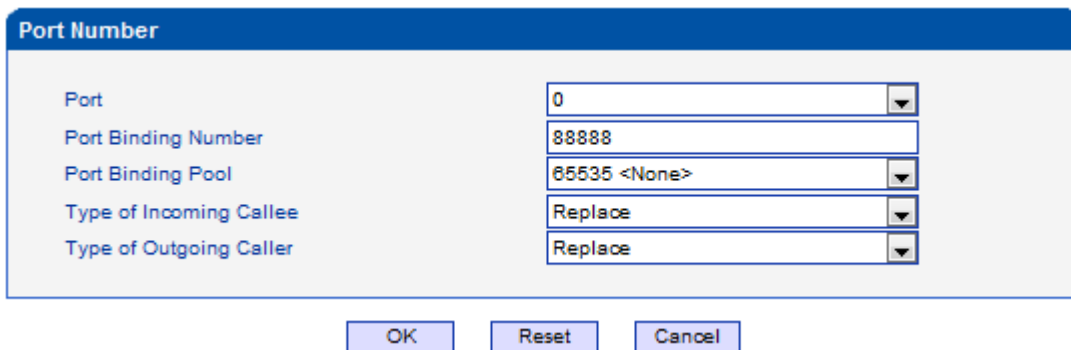 Port Number
Port 0
Port Binding Number 88888
Port Binding Pool 65535 <None>
Type of Incoming Callee Replace
Type of Outgoing Caller Replace
OK Reset Cancel